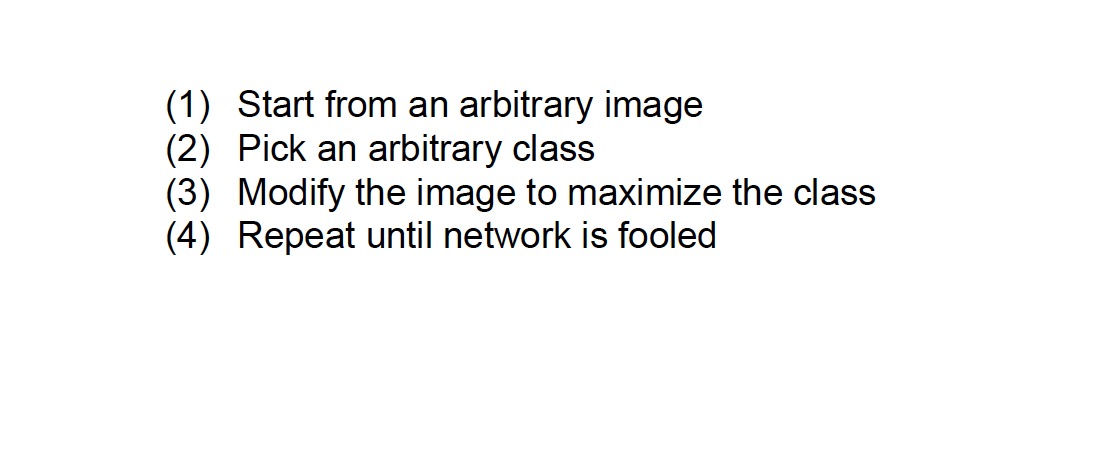 (1) Start from an arbitrary image
(2) Pick an arbitrary class
(3) Modify the image to maximize the class
(4) Repeat until network is fooled